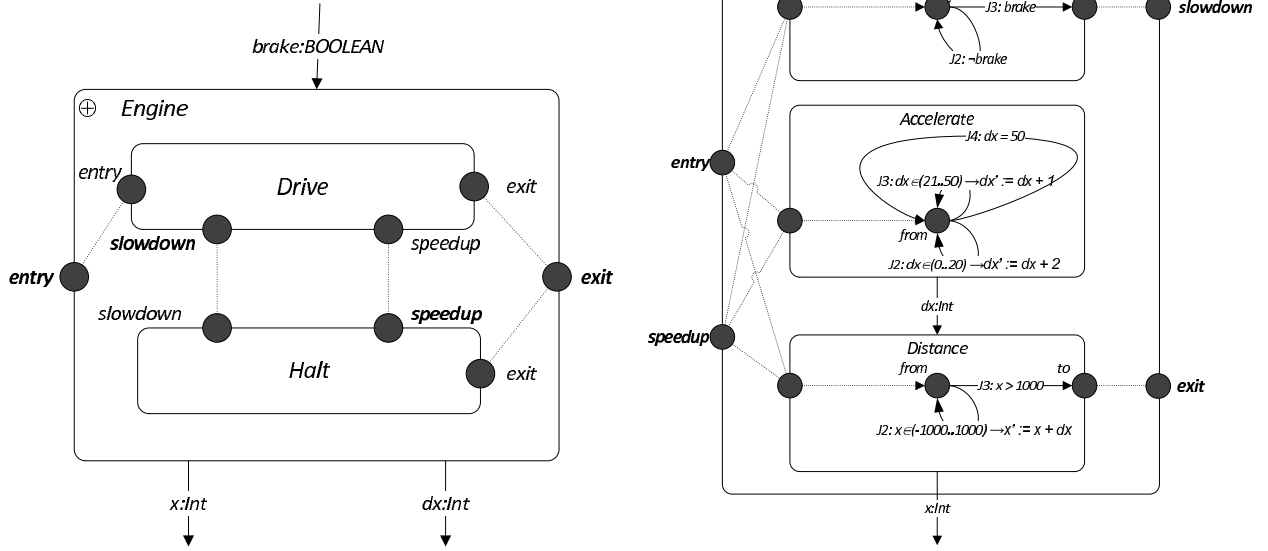 brake:BOOLEAN
⊕ Engine
entry
Drive
exit
slowdown
speedup
entry
exit
slowdown
speedup
Halt
exit
x:Int
dx:Int
J3: brake
slowdown
J2: ¬brake
Accelerate
J4: dx = 50
entry
J3: dx∈(21..50) →dx' := dx + 1
from
J2: dx∈(0..20) →dx' := dx + 2
dx:Int
speedup
Distance
from
to
J3: x > 1000
exit
J2: x∈(-1000..1000) →x' := x + dx
x:Int